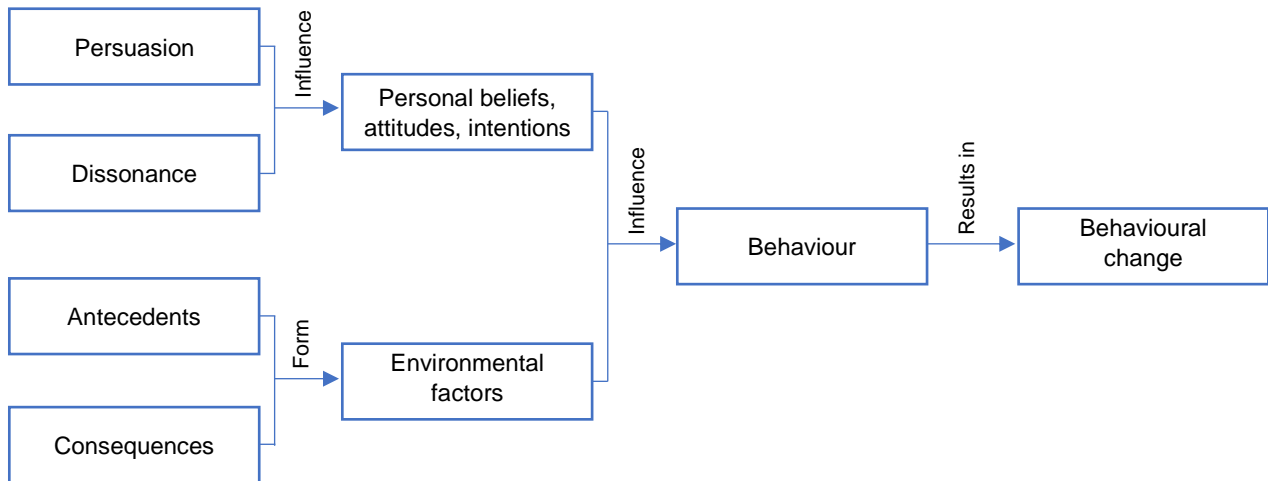 Persuasion
Influence
Personal beliefs,
attitudes, intentions
Dissonance
Influence
Behaviour
Results in
Behavioural
change
Antecedents
Form
Environmental
factors
Consequences